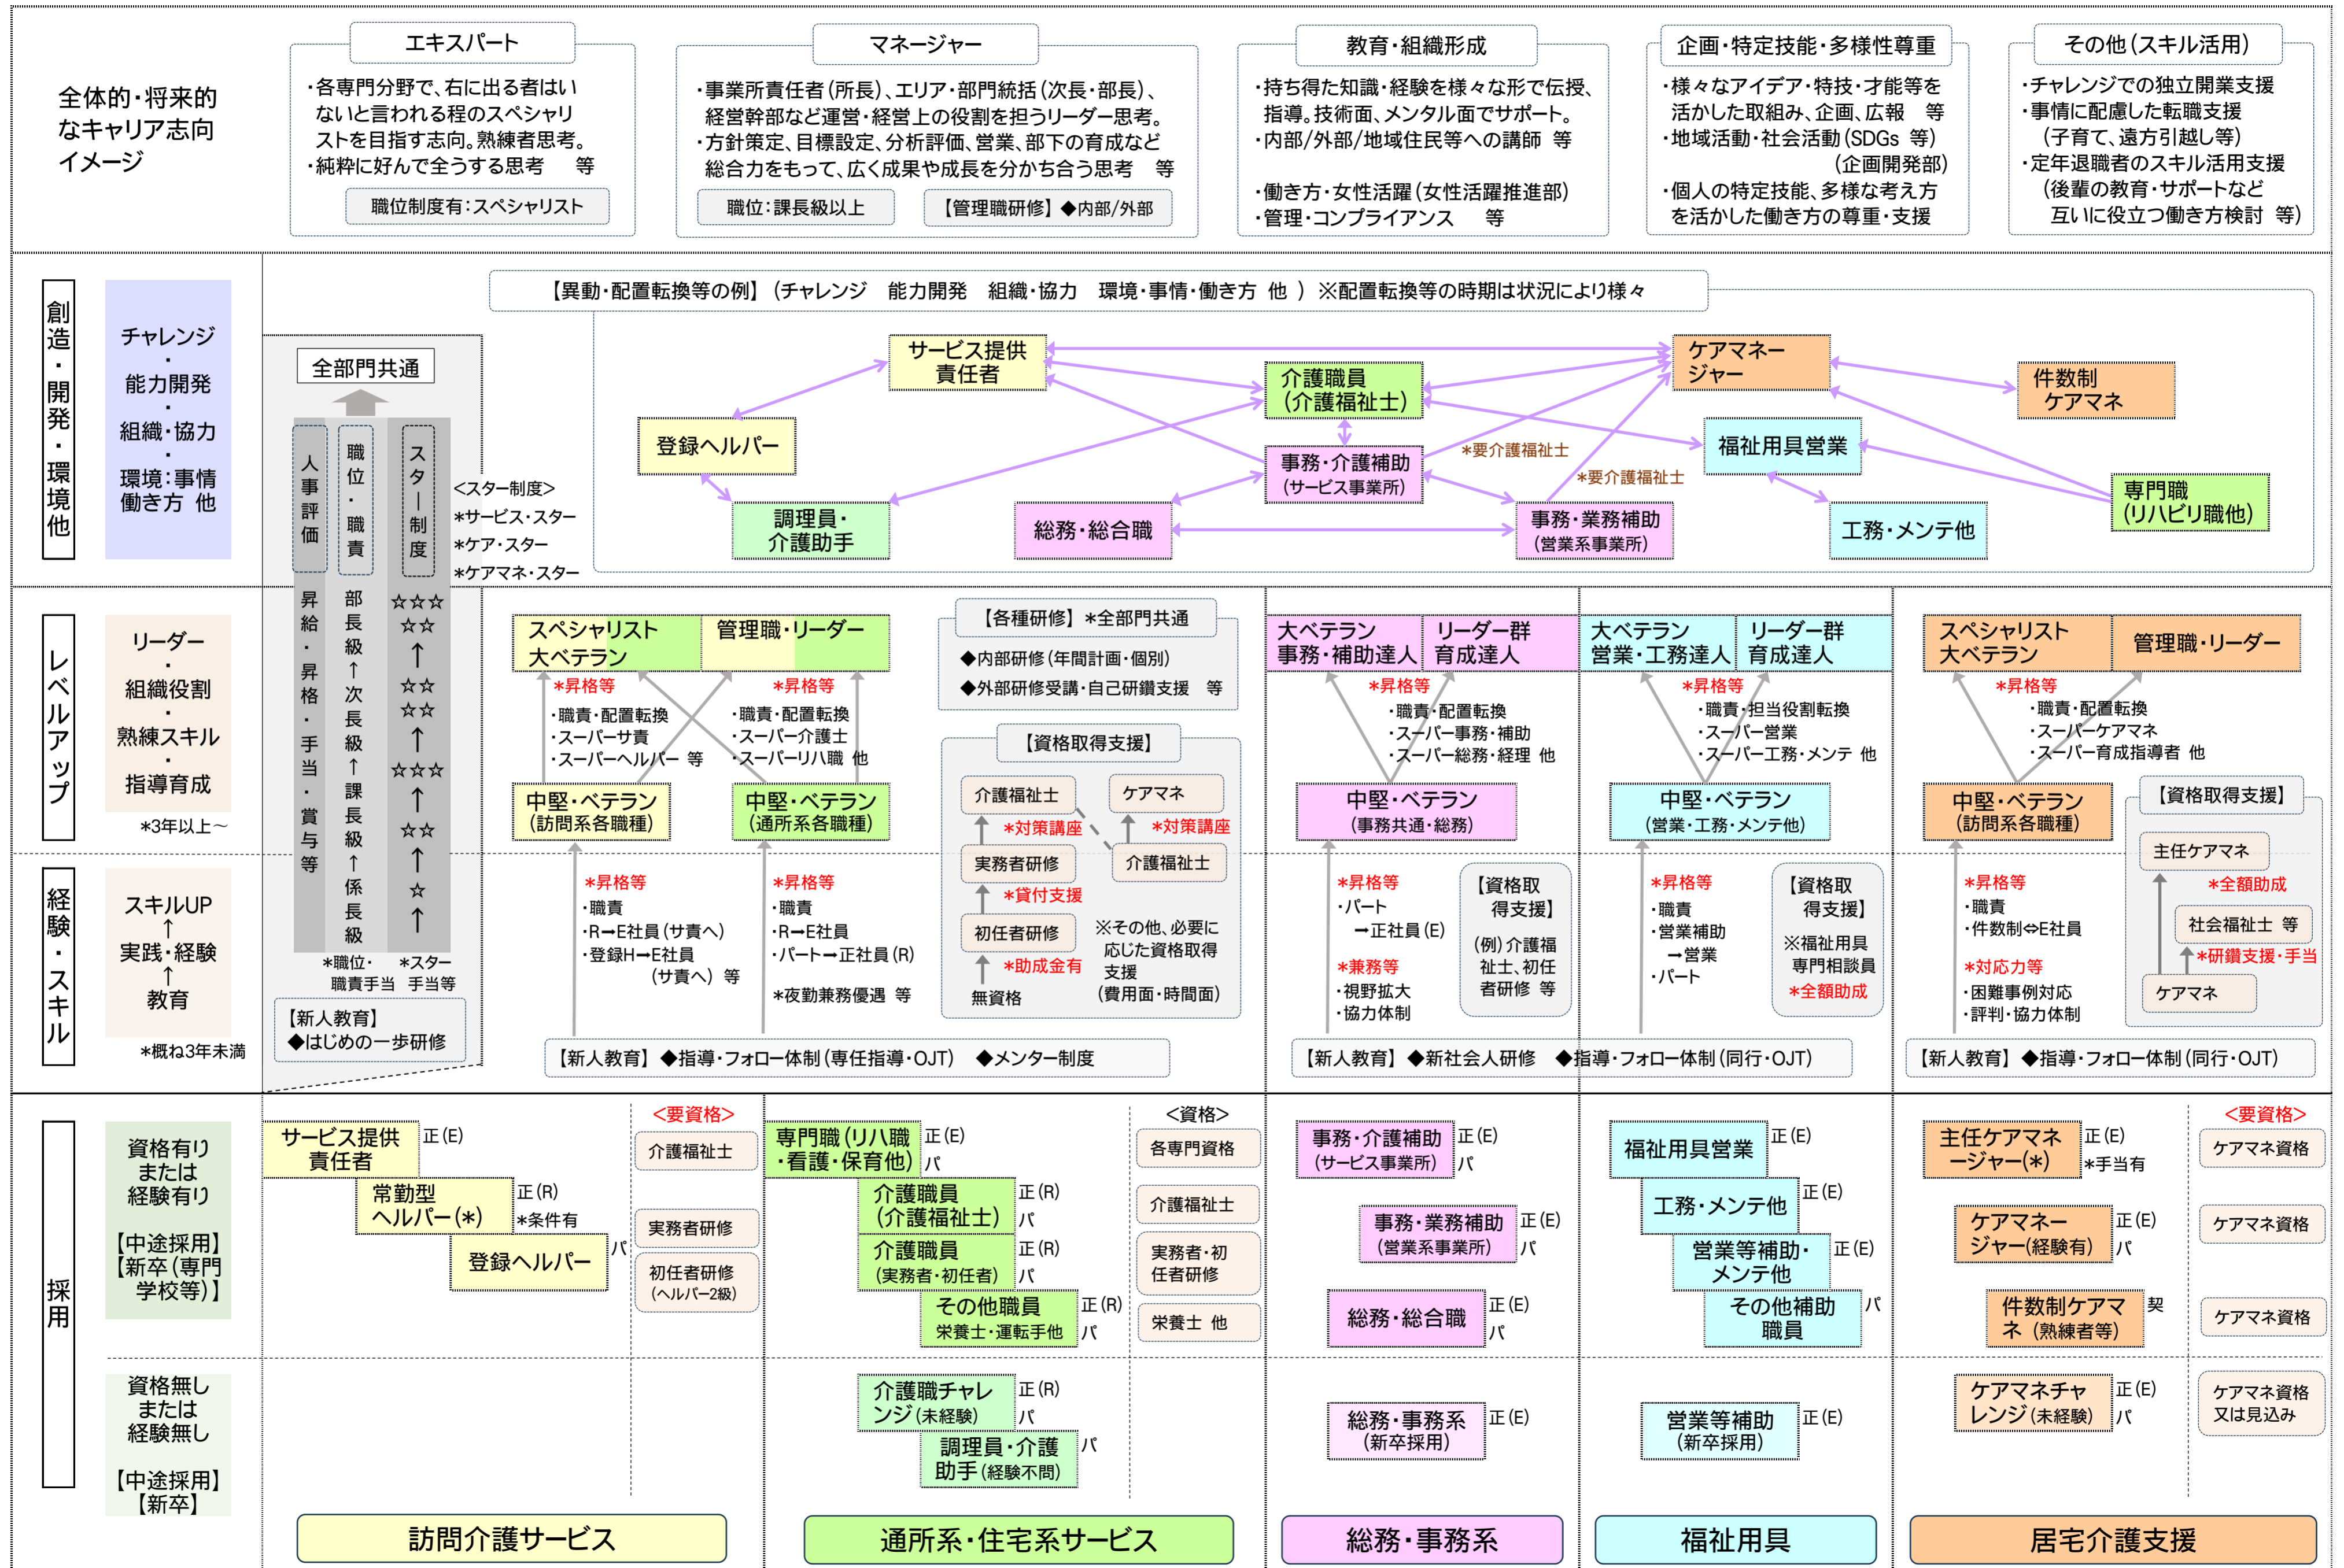 全体的・将来的
なキャリア志向
イメージ
エキスパート
・各専門分野で、右に出る者はい
ないと言われる程のスペシャリ
ストを目指す志向。熟練者思考。
・純粋に好んで全うする思考　等
職位制度有：スペシャリスト
マネージャー
・事業所責任者（所長）、エリア・部門統括（次長・部長）、
経営幹部など運営・経営上の役割を担うリーダー思考。
・方針策定、目標設定、分析評価、営業、部下の育成など
総合力をもって、広く成果や成長を分かち合う思考　等
職位：課長級以上
【管理職研修】◆内部/外部
教育・組織形成
・持ち得た知識・経験を様々な形で伝授、
指導。技術面、メンタル面でサポート。
・内部/外部/地域住民等への講師 等
・働き方・女性活躍（女性活躍推進部）
・管理・コンプライアンス　等
企画・特定技能・多様性尊重
・様々なアイデア・特技・才能等を
活かした取組み、企画、広報　等
・地域活動・社会活動（SDGs 等）
（企画開発部）
・個人の特定技能、多様な考え方
を活かした働き方の尊重・支援
その他（スキル活用）
・チャレンジでの独立開業支援
・事情に配慮した転職支援
（子育て、遠方引越し等）
・定年退職者のスキル活用支援
（後輩の教育・サポートなど
互いに役立つ働き方検討 等）
創造・開発・環境他
チャレンジ
・
能力開発
・
組織・協力
・
環境：事情
働き方 他
全部門共通
人事評価
職位・職責
スター制度
<スター制度>
*サービス・スター
*ケア・スター
*ケアマネ・スター
【異動・配置転換等の例】（チャレンジ　能力開発　組織・協力　環境・事情・働き方 他 ）※配置転換等の時期は状況により様々
サービス提供
責任者
ケアマネー
ジャー
介護職員
（介護福祉士）
件数制
ケアマネ
登録ヘルパー
事務・介護補助
（サービス事業所）
*要介護福祉士
*要介護福祉士
福祉用具営業
調理員・
介護助手
総務・総合職
事務・業務補助
（営業系事業所）
工務・メンテ他
専門職
（リハビリ職他）
レベルアップ
リーダー
・
組織役割
・
熟練スキル
・
指導育成
*3年以上～
昇給・昇格・手当・賞与等
部長級↑次長級↑課長級↑係長級
☆☆☆
☆☆
↑
☆☆
☆☆
↑
☆☆☆
↑
☆☆
↑
☆
↑
*職位・
職責手当
*スター
手当等
【新人教育】
◆はじめの一歩研修
スペシャリスト
大ベテラン
管理職・リーダー
*昇格等
・職責・配置転換
・スーパーサ責
・スーパーヘルパー 等
*昇格等
・職責・配置転換
・スーパー介護士
・スーパーリハ職 他
中堅・ベテラン
（訪問系各職種）
中堅・ベテラン
（通所系各職種）
【各種研修】*全部門共通
◆内部研修（年間計画・個別）
◆外部研修受講・自己研鑽支援　等
【資格取得支援】
介護福祉士
ケアマネ
*対策講座
*対策講座
実務者研修
介護福祉士
*貸付支援
初任者研修
*助成金有
無資格
※その他、必要に
応じた資格取得
支援
（費用面・時間面）
大ベテラン
事務・補助達人
リーダー群
育成達人
*昇格等
・職責・配置転換
・スーパー事務・補助
・スーパー総務・経理 他
中堅・ベテラン
（事務共通・総務）
大ベテラン
営業・工務達人
リーダー群
育成達人
*昇格等
・職責・担当役割転換
・スーパー営業
・スーパー工務・メンテ 他
中堅・ベテラン
（営業・工務・メンテ他）
スペシャリスト
大ベテラン
管理職・リーダー
*昇格等
・職責・配置転換
・スーパーケアマネ
・スーパー育成指導者 他
中堅・ベテラン
（訪問系各職種）
【資格取得支援】
主任ケアマネ
*全額助成
社会福祉士 等
*研鑽支援・手当
ケアマネ
経験・スキル
スキルUP
↑
実践・経験
↑
教育
*概ね3年未満
*昇格等
・職責
・R→E社員（サ責へ）
・登録H→E社員
（サ責へ） 等
*昇格等
・職責
・R→E社員
・パート→正社員（R）
*夜勤兼務優遇 等
【新人教育】◆指導・フォロー体制（専任指導・OJT）　◆メンター制度
*昇格等
・パート
→正社員（E）
*兼務等
・視野拡大
・協力体制
【資格取
得支援】
（例）介護福
祉士、初任
者研修 等
*昇格等
・職責
・営業補助
→営業
・パート
【資格取
得支援】
※福祉用具
専門相談員
*全額助成
【新人教育】◆新社会人研修　◆指導・フォロー体制（同行・OJT）
*昇格等
・職責
・件数制⇔E社員
*対応力等
・困難事例対応
・評判・協力体制
【新人教育】◆指導・フォロー体制（同行・OJT）
採用
資格有り
または
経験有り
【中途採用】
【新卒（専門
学校等）】
資格無し
または
経験無し
【中途採用】
【新卒】
サービス提供
責任者
正（E）
常勤型
ヘルパー（*）
正（R）
*条件有
登録ヘルパー
パ
<要資格>
介護福祉士
実務者研修
初任者研修
（ヘルパー2級）
専門職（リハ職
・看護・保育他）
正（E）
パ
介護職員
（介護福祉士）
正（R）
パ
介護職員
（実務者・初任者）
正（R）
パ
その他職員
栄養士・運転手他
正（R）
パ
介護職チャレ
ンジ（未経験）
正（R）
パ
調理員・介護
助手（経験不問）
パ
<資格>
各専門資格
介護福祉士
実務者・初
任者研修
栄養士 他
事務・介護補助
（サービス事業所）
正（E）
パ
事務・業務補助
（営業系事業所）
正（E）
パ
総務・総合職
正（E）
パ
総務・事務系
（新卒採用）
正（E）
福祉用具営業
正（E）
工務・メンテ他
正（E）
営業等補助・
メンテ他
正（E）
その他補助
職員
パ
営業等補助
（新卒採用）
正（E）
主任ケアマネ
ージャー(*)
正（E）
*手当有
ケアマネー
ジャー（経験有）
正（E）
パ
件数制ケアマ
ネ （熟練者等）
契
ケアマネチャ
レンジ（未経験）
正（E）
パ
<要資格>
ケアマネ資格
ケアマネ資格
ケアマネ資格
ケアマネ資格
又は見込み
訪問介護サービス
通所系・住宅系サービス
総務・事務系
福祉用具
居宅介護支援